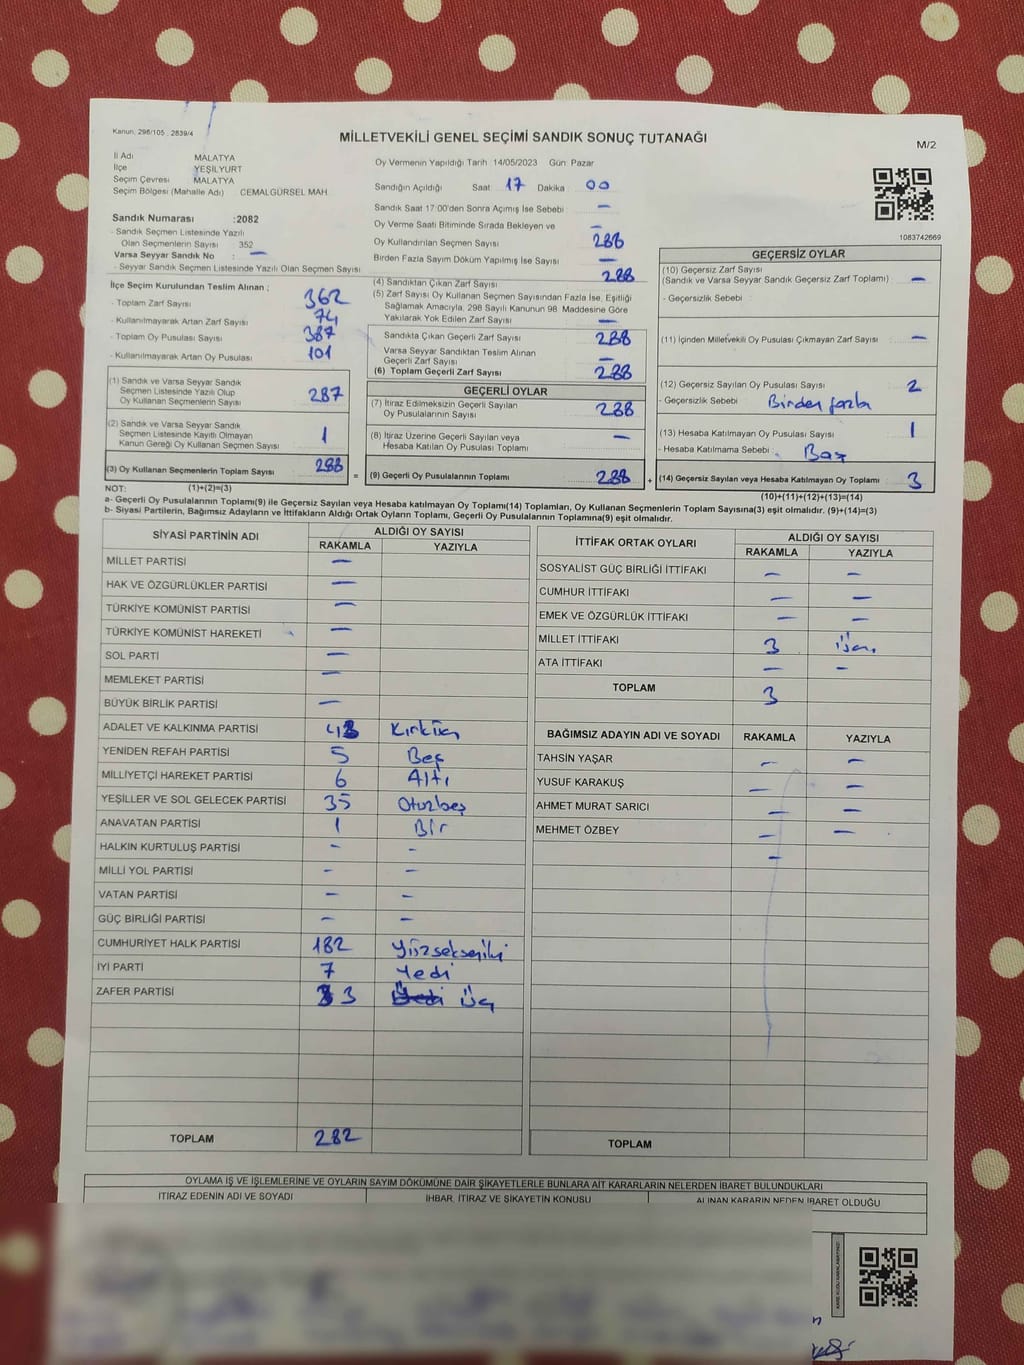 Kanun, 298/105 , 2839/4
MİLLETVEKİLİ GENEL SEÇİMİ SANDIK SONUÇ TUTANAĞI
M/2
İl Adı MALATYA
İlçe YEŞİLYURT
Seçim Çevresi MALATYA
Seçim Bölgesi (Mahalle Adı) CEMALGÜRSEL MAH.
Sandık Numarası :2082
- Sandık Seçmen Listesinde Yazılı
Olan Seçmenlerin Sayısı 352
Varsa Seyyar Sandık No : —
- Seyyar Sandık Seçmen Listesinde Yazılı Olan Seçmen Sayısı
İlçe Seçim Kurulundan Teslim Alınan ;
- Toplam Zarf Sayısı 362
- Kullanılmayarak Artan Zarf Sayısı 74
- Toplam Oy Pusulası Sayısı 387
- Kullanılmayarak Artan Oy Pusulası 101
(1) Sandık ve Varsa Seyyar Sandık
Seçmen Listesinde Yazılı Olup
Oy Kullanan Seçmenlerin Sayısı 287
(2) Sandık ve Varsa Seyyar Sandık
Seçmen Listesinde Kayıtlı Olmayan
Kanun Gereği Oy Kullanan Seçmen Sayısı 1
(3) Oy Kullanan Seçmenlerin Toplam Sayısı 288
Oy Vermenin Yapıldığı Tarih :14/05/2023 Gün: Pazar
Sandığın Açıldığı Saat 17 Dakika 00
Sandık Saat 17:00'den Sonra Açılmış İse Sebebi —
Oy Verme Saati Bitiminde Sırada Bekleyen ve —
Oy Kullandırılan Seçmen Sayısı 288
Birden Fazla Sayım Döküm Yapılmış İse Sayısı —
(4) Sandıktan Çıkan Zarf Sayısı 288
(5) Zarf Sayısı Oy Kullanan Seçmen Sayısından Fazla İse, Eşitliği
Sağlamak Amacıyla, 298 Sayılı Kanunun 98. Maddesine Göre
Yakılarak Yok Edilen Zarf Sayısı —
Sandıkta Çıkan Geçerli Zarf Sayısı 288
Varsa Seyyar Sandıktan Teslim Alınan
Geçerli Zarf Sayısı —
(6) Toplam Geçerli Zarf Sayısı 288
GEÇERLİ OYLAR
(7) İtiraz Edilmeksizin Geçerli Sayılan
Oy Pusulalarının Sayısı 288
(8) İtiraz Üzerine Geçerli Sayılan veya
Hesaba Katılan Oy Pusulaları Toplamı —
= (9) Geçerli Oy Pusulalarının Toplamı 288
1083742669
GEÇERSİZ OYLAR
(10) Geçersiz Zarf Sayısı
(Sandık ve Varsa Seyyar Sandık Geçersiz Zarf Toplamı) —
- Geçersizlik Sebebi
(11) İçinden Milletvekili Oy Pusulası Çıkmayan Zarf Sayısı —
(12) Geçersiz Sayılan Oy Pusulası Sayısı 2
- Geçersizlik Sebebi Birden fazla
(13) Hesaba Katılmayan Oy Pusulası Sayısı 1
- Hesaba Katılmama Sebebi Boş
+ (14) Geçersiz Sayılan veya Hesaba Katılmayan Oy Toplamı 3
NOT: (1)+(2)=(3)
(10)+(11)+(12)+(13)=(14)
a- Geçerli Oy Pusulalarının Toplamı(9) ile Geçersiz Sayılan veya Hesaba katılmayan Oy Toplamı(14) Toplamları, Oy Kullanan Seçmenlerin Toplam Sayısına(3) eşit olmalıdır. (9)+(14)=(3)
b- Siyasi Partilerin, Bağımsız Adayların ve İttifakların Aldığı Ortak Oyların Toplamı, Geçerli Oy Pusulalarının Toplamına(9) eşit olmalıdır.
SİYASİ PARTİNİN ADI ALDIĞI OY SAYISI
RAKAMLA YAZIYLA
MİLLET PARTİSİ —
HAK VE ÖZGÜRLÜKLER PARTİSİ —
TÜRKİYE KOMÜNİST PARTİSİ —
TÜRKİYE KOMÜNİST HAREKETİ —
SOL PARTİ —
MEMLEKET PARTİSİ —
BÜYÜK BİRLİK PARTİSİ —
ADALET VE KALKINMA PARTİSİ 43 Kırküç
YENİDEN REFAH PARTİSİ 5 Beş
MİLLİYETÇİ HAREKET PARTİSİ 6 Altı
YEŞİLLER VE SOL GELECEK PARTİSİ 35 Otuzbeş
ANAVATAN PARTİSİ 1 Bir
HALKIN KURTULUŞ PARTİSİ - -
MİLLİ YOL PARTİSİ - -
VATAN PARTİSİ - -
GÜÇ BİRLİĞİ PARTİSİ - -
CUMHURİYET HALK PARTİSİ 182 Yüzsekseniki
İYİ PARTİ 7 Yedi
ZAFER PARTİSİ 3 Üç
TOPLAM 282
İTTİFAK ORTAK OYLARI ALDIĞI OY SAYISI
RAKAMLA YAZIYLA
SOSYALİST GÜÇ BİRLİĞİ İTTİFAKI — —
CUMHUR İTTİFAKI — —
EMEK VE ÖZGÜRLÜK İTTİFAKI — —
MİLLET İTTİFAKI 3 üç.
ATA İTTİFAKI — —
TOPLAM 3
BAĞIMSIZ ADAYIN ADI VE SOYADI RAKAMLA YAZIYLA
TAHSİN YAŞAR — —
YUSUF KARAKUŞ — —
AHMET MURAT SARICI — —
MEHMET ÖZBEY — —
—
TOPLAM
OYLAMA İŞ VE İŞLEMLERİNE VE OYLARIN SAYIM DÖKÜMÜNE DAİR ŞİKAYETLERLE BUNLARA AİT KARARLARIN NELERDEN İBARET BULUNDUKLARI
İTİRAZ EDENİN ADI VE SOYADI İHBAR, İTİRAZ VE ŞİKAYETİN KONUSU ALINAN KARARIN NEDEN İBARET OLDUĞU